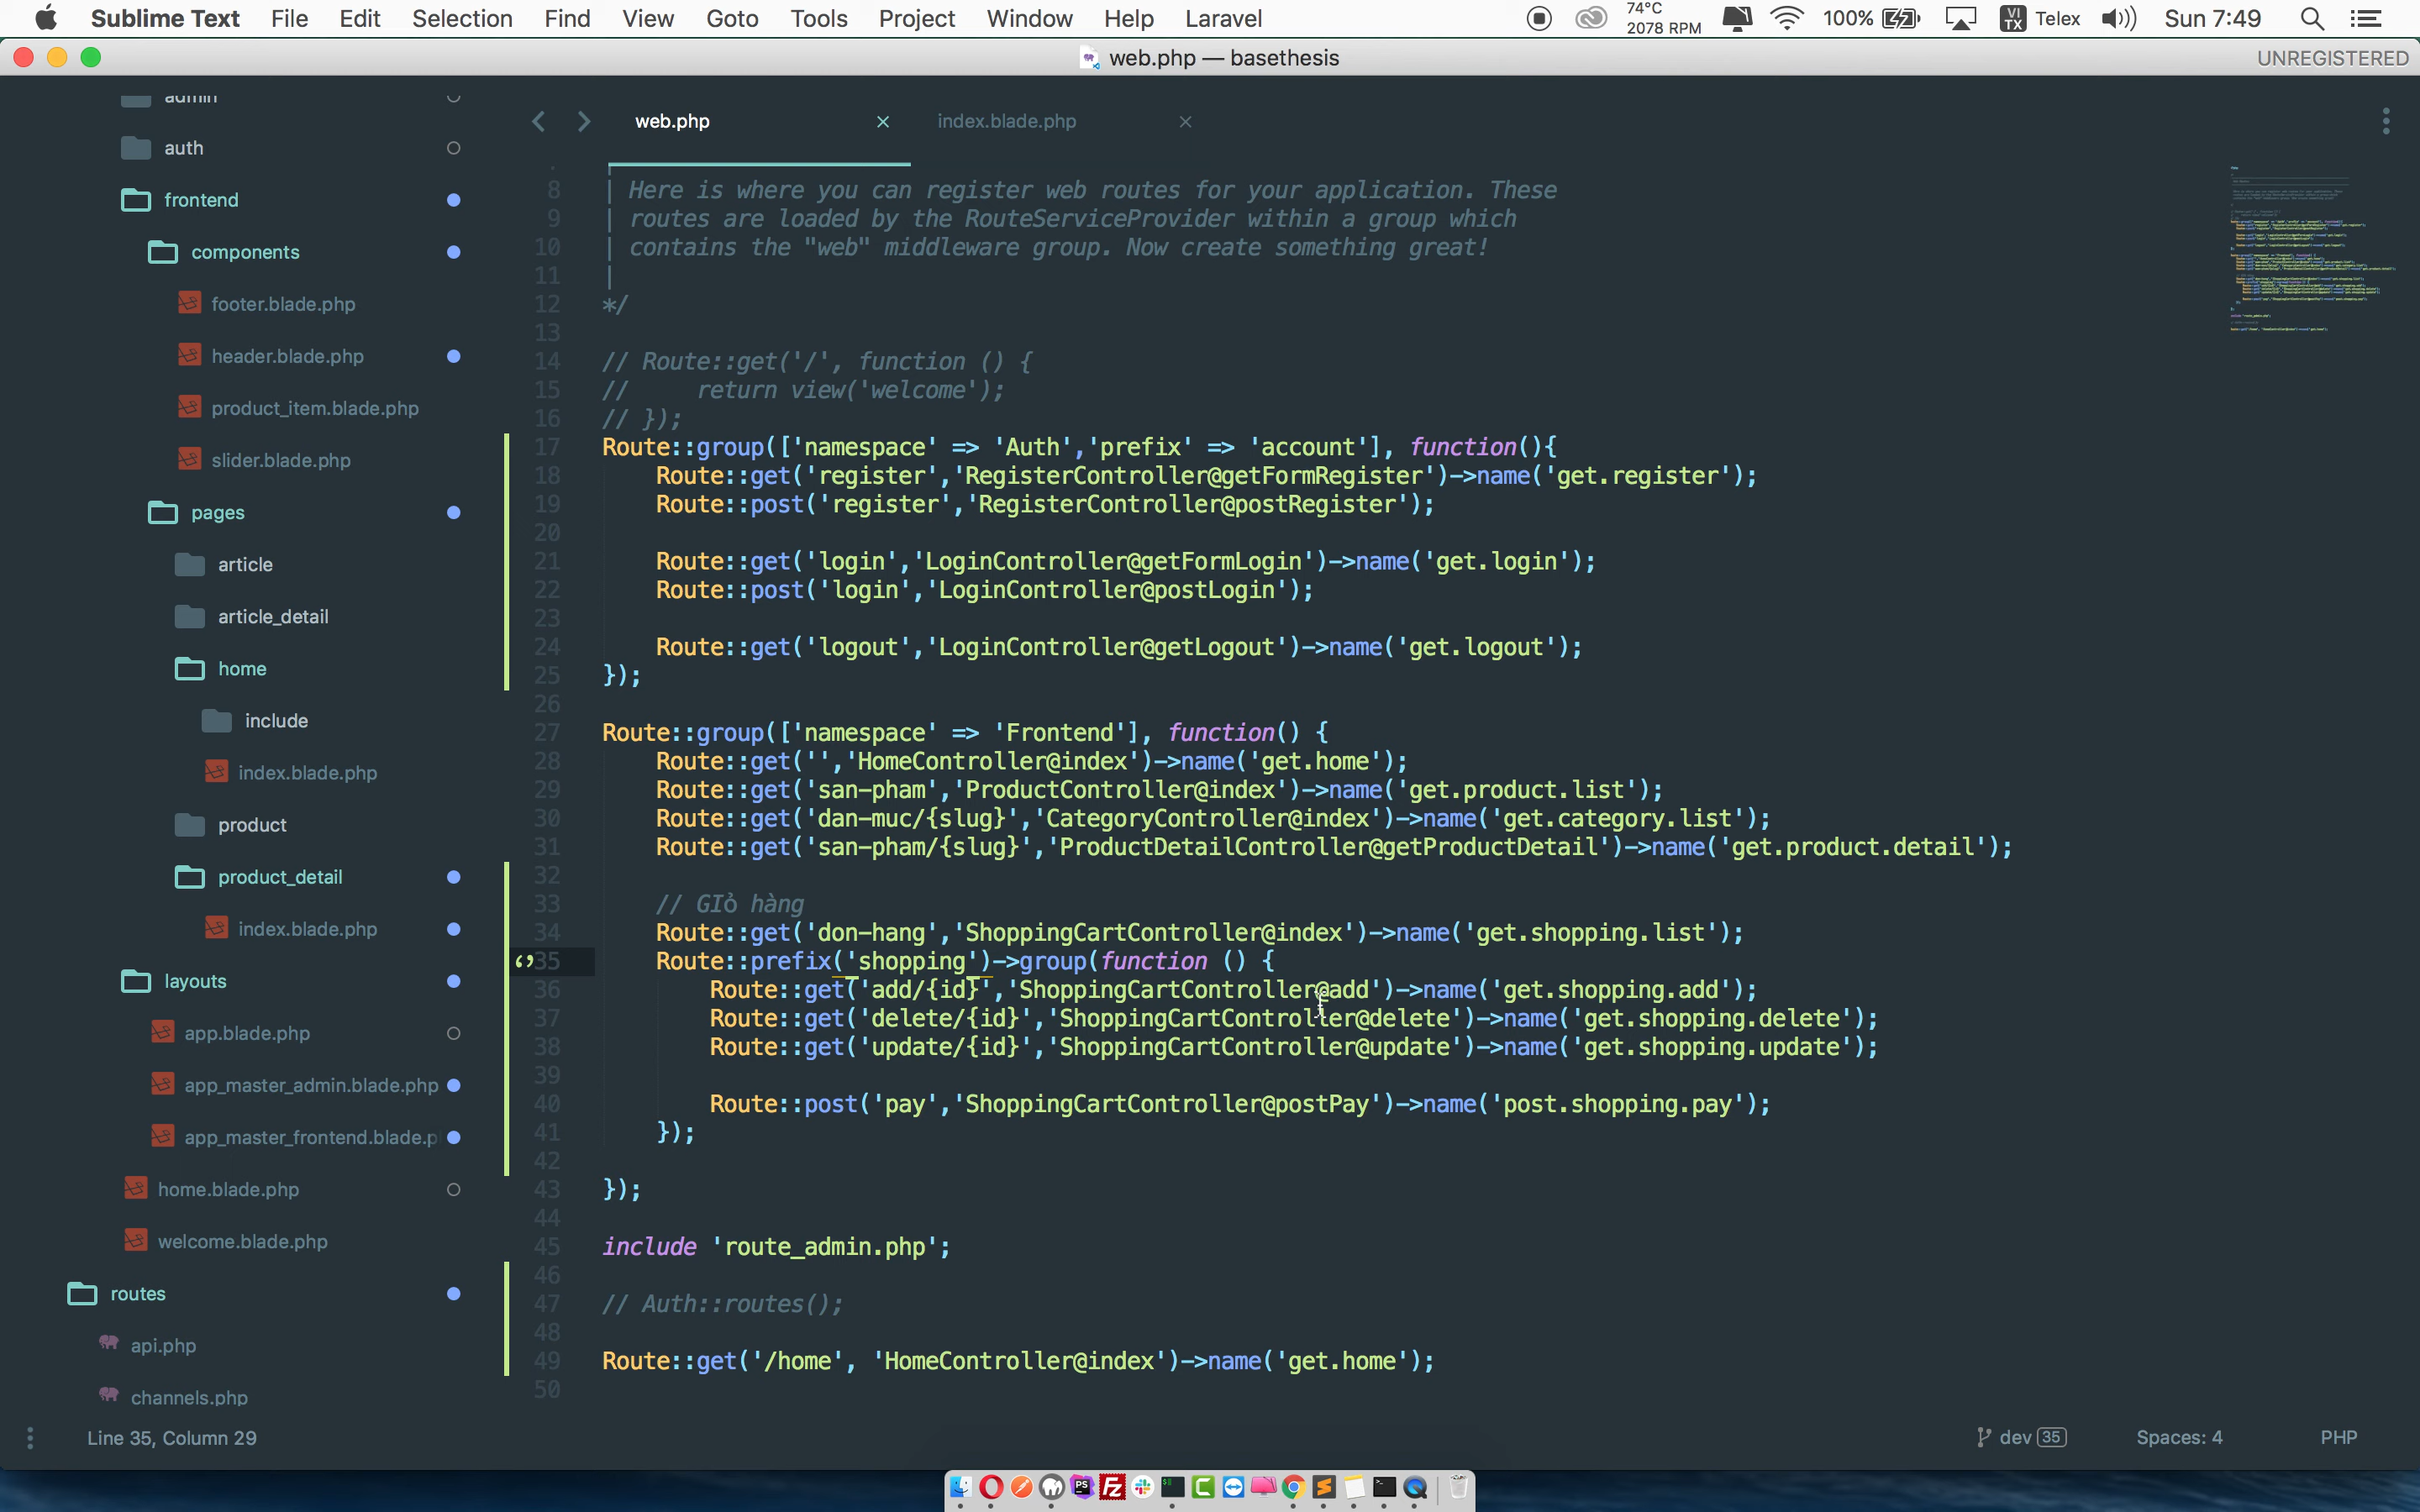 Sublime Text File Edit Selection Find View Goto Tools Project Window Help Laravel 74°C 2078 RPM 100% VI TX Telex Sun 7:49
web.php — basethesis UNREGISTERED
admin
auth
frontend
components
footer.blade.php
header.blade.php
product_item.blade.php
slider.blade.php
pages
article
article_detail
home
include
index.blade.php
product
product_detail
index.blade.php
layouts
app.blade.php
app_master_admin.blade.php
app_master_frontend.blade.p
home.blade.php
welcome.blade.php
routes
api.php
channels.php
web.php index.blade.php
8 | Here is where you can register web routes for your application. These
9 | routes are loaded by the RouteServiceProvider within a group which
10 | contains the "web" middleware group. Now create something great!
11 |
12 */
13
14 // Route::get('/', function () {
15 //     return view('welcome');
16 // });
17 Route::group(['namespace' => 'Auth','prefix' => 'account'], function(){
18     Route::get('register','RegisterController@getFormRegister')->name('get.register');
19     Route::post('register','RegisterController@postRegister');
20
21     Route::get('login','LoginController@getFormLogin')->name('get.login');
22     Route::post('login','LoginController@postLogin');
23
24     Route::get('logout','LoginController@getLogout')->name('get.logout');
25 });
26
27 Route::group(['namespace' => 'Frontend'], function() {
28     Route::get('','HomeController@index')->name('get.home');
29     Route::get('san-pham','ProductController@index')->name('get.product.list');
30     Route::get('dan-muc/{slug}','CategoryController@index')->name('get.category.list');
31     Route::get('san-pham/{slug}','ProductDetailController@getProductDetail')->name('get.product.detail');
32
33     // GIỏ hàng
34     Route::get('don-hang','ShoppingCartController@index')->name('get.shopping.list');
35     Route::prefix('shopping')->group(function () {
36         Route::get('add/{id}','ShoppingCartController@add')->name('get.shopping.add');
37         Route::get('delete/{id}','ShoppingCartController@delete')->name('get.shopping.delete');
38         Route::get('update/{id}','ShoppingCartController@update')->name('get.shopping.update');
39
40         Route::post('pay','ShoppingCartController@postPay')->name('post.shopping.pay');
41     });
42
43 });
44
45 include 'route_admin.php';
46
47 // Auth::routes();
48
49 Route::get('/home', 'HomeController@index')->name('get.home');
50
Line 35, Column 29 dev 35 Spaces: 4 PHP